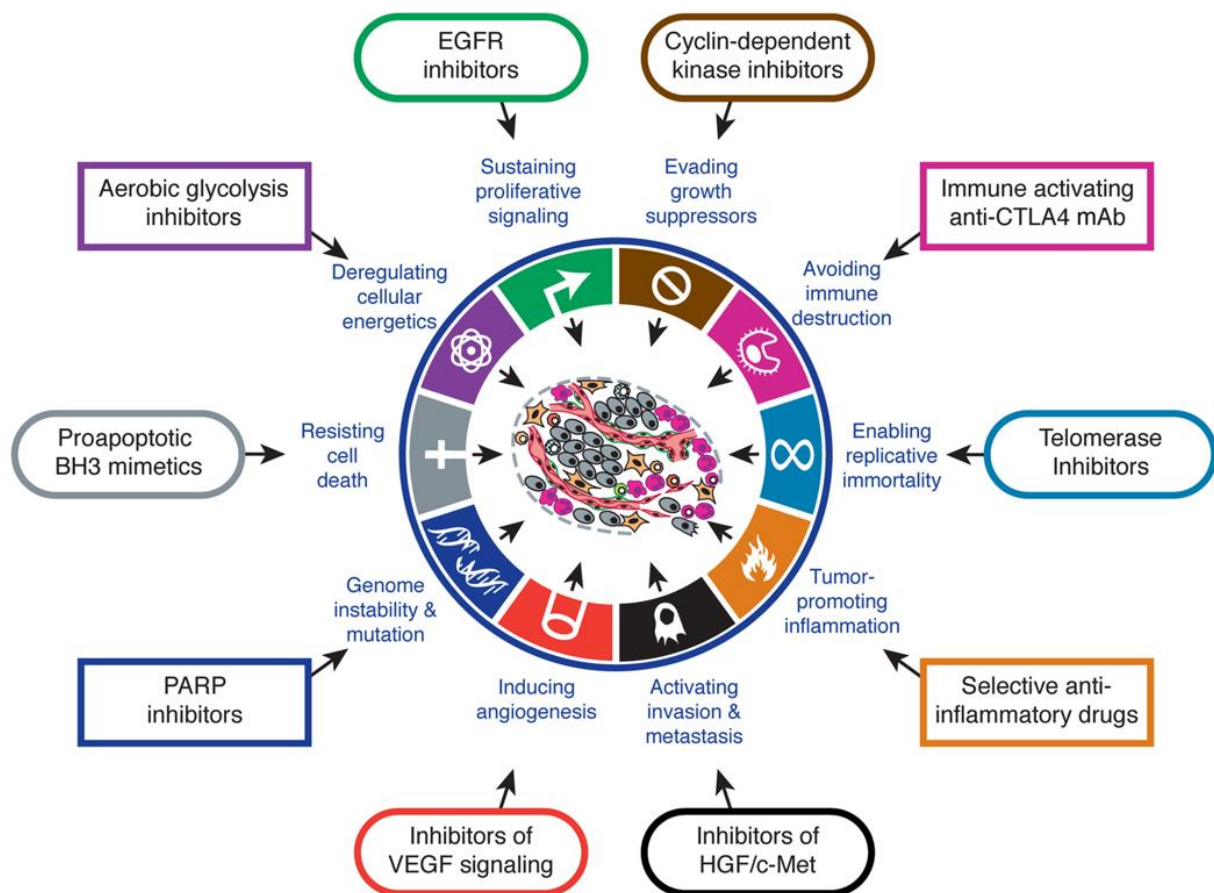 EGFR
inhibitors
Cyclin-dependent
kinase inhibitors
Sustaining
proliferative
signaling
Evading
growth
suppressors
Aerobic glycolysis
inhibitors
Immune activating
anti-CTLA4 mAb
Deregulating
cellular
energetics
Avoiding
immune
destruction
Proapoptotic
BH3 mimetics
Resisting
cell
death
Enabling
replicative
immortality
Telomerase
Inhibitors
Genome
instability &
mutation
Tumor-
promoting
inflammation
PARP
inhibitors
Inducing
angiogenesis
Activating
invasion &
metastasis
Selective anti-
inflammatory drugs
Inhibitors of
VEGF signaling
Inhibitors of
HGF/c-Met